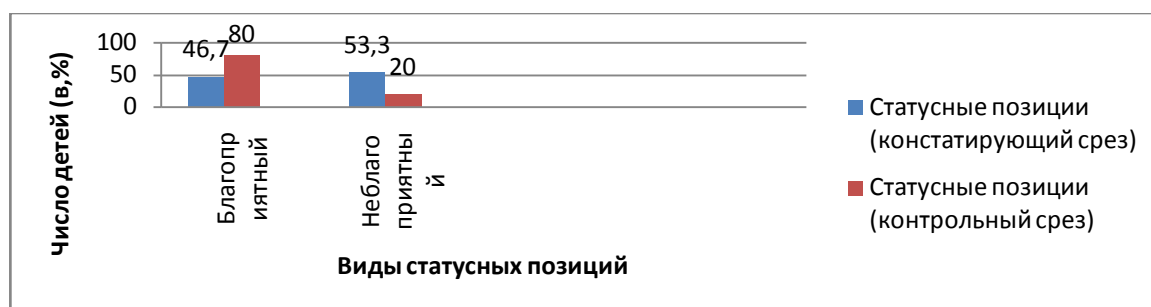 Число детей (в,%)
100
50
0
46,7
80
53,3
20
Благопр
иятный
Неблаго
приятны
й
Виды статусных позиций
Статусные позиции
(констатирующий срез)
Статусные позиции
(контрольный срез)